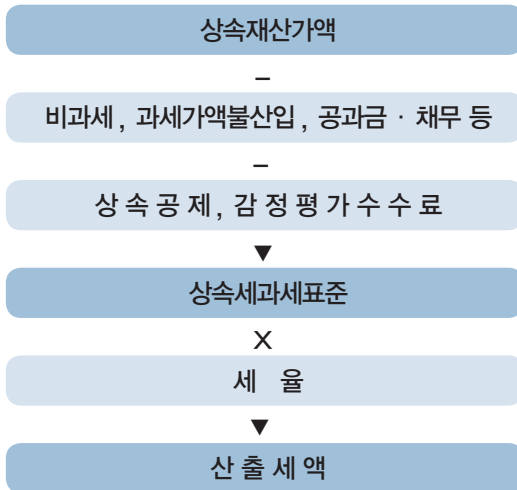 상속재산가액
–
비과세, 과세가액불산입, 공과금 · 채무 등
–
상 속 공 제, 감 정 평 가 수 수 료
▼
상속세과세표준
X
세 율
▼
산 출 세 액